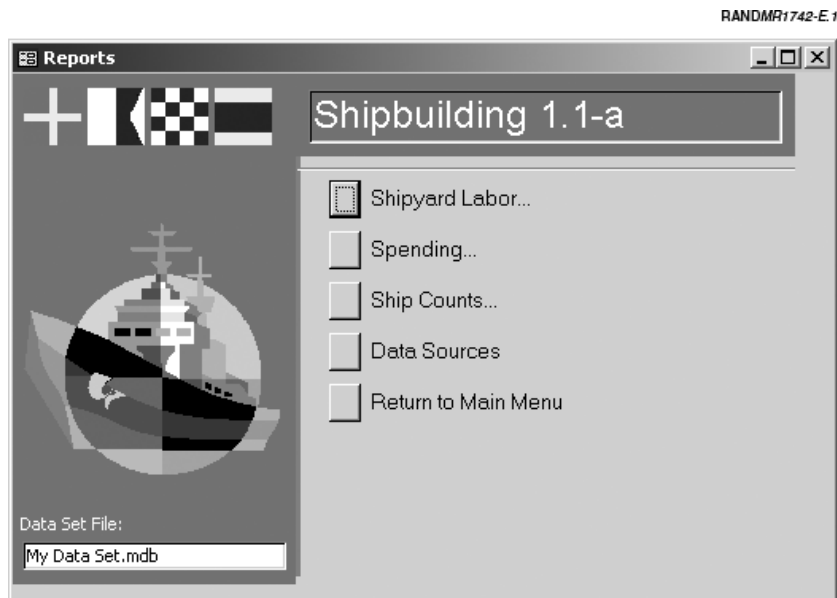 RANDMR1742-E.1
Reports
Shipbuilding 1.1-a
Shipyard Labor...
Spending...
Ship Counts...
Data Sources
Return to Main Menu
Data Set File:
My Data Set.mdb